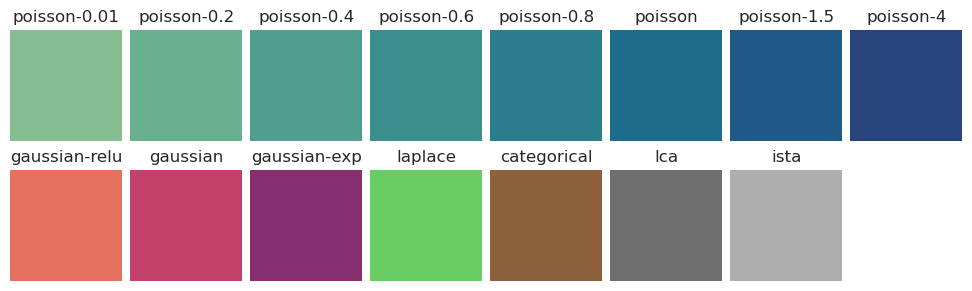 poisson-0.01 poisson-0.2 poisson-0.4 poisson-0.6 poisson-0.8 poisson poisson-1.5 poisson-4
gaussian-relu gaussian gaussian-exp laplace categorical lca ista